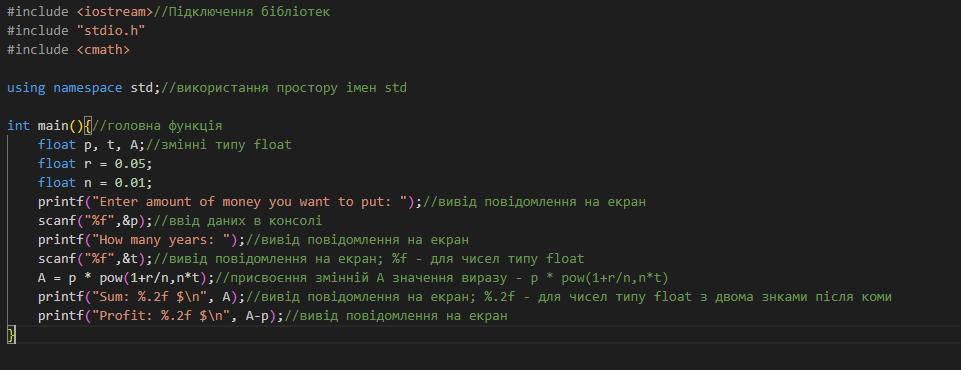 #include <iostream>//Підключення бібліотек
#include "stdio.h"
#include <cmath>
using namespace std;//використання простору імен std
int main(){//головна функція
float p, t, A;//змінні типу float
float r = 0.05;
float n = 0.01;
printf("Enter amount of money you want to put: ");//вивід повідомлення на екран
scanf("%f",&p);//ввід даних в консолі
printf("How many years: ");//вивід повідомлення на екран
scanf("%f",&t);//вивід повідомлення на екран; %f - для чисел типу float
A = p * pow(1+r/n,n*t);//присвоєння змінній A значення виразу - p * pow(1+r/n,n*t)
printf("Sum: %.2f $\n", A);//вивід повідомлення на екран; %.2f - для чисел типу float з двома знками після коми
printf("Profit: %.2f $\n", A-p);//вивід повідомлення на екран
}